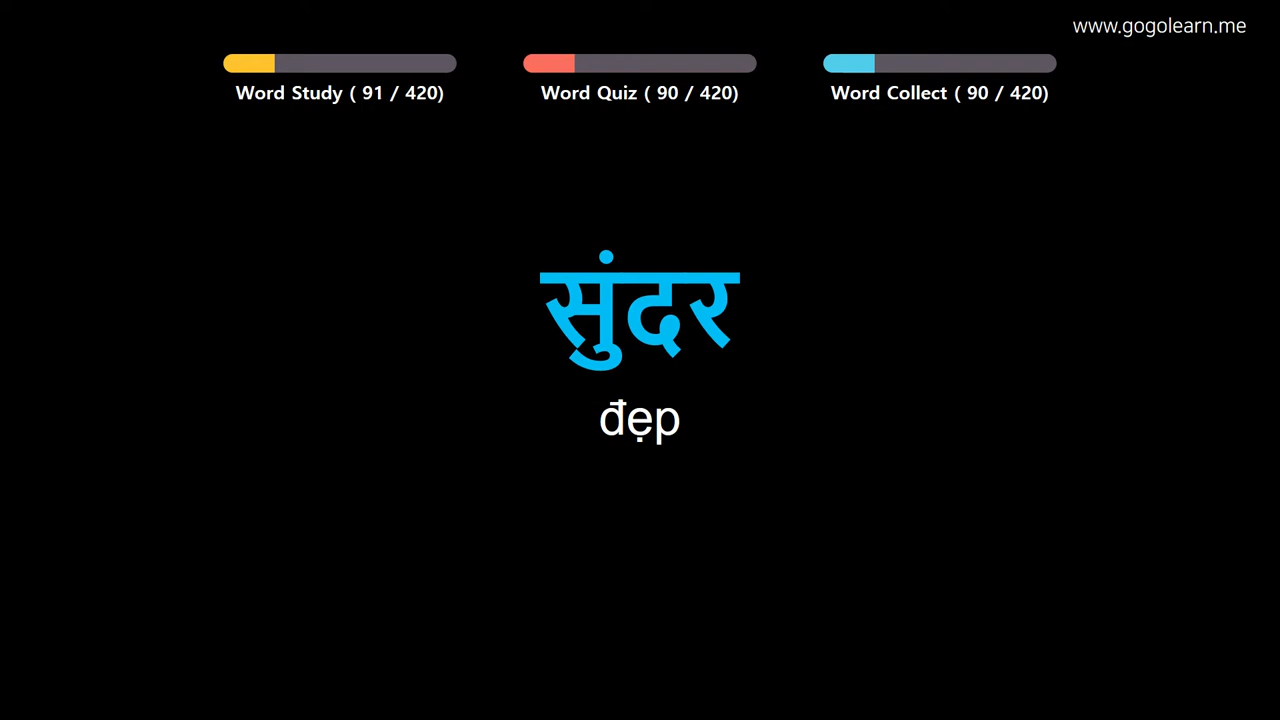 www.gogolearn.me
Word Study ( 91 / 420)
Word Quiz ( 90 / 420)
Word Collect ( 90 / 420)
सुंदर
đẹp